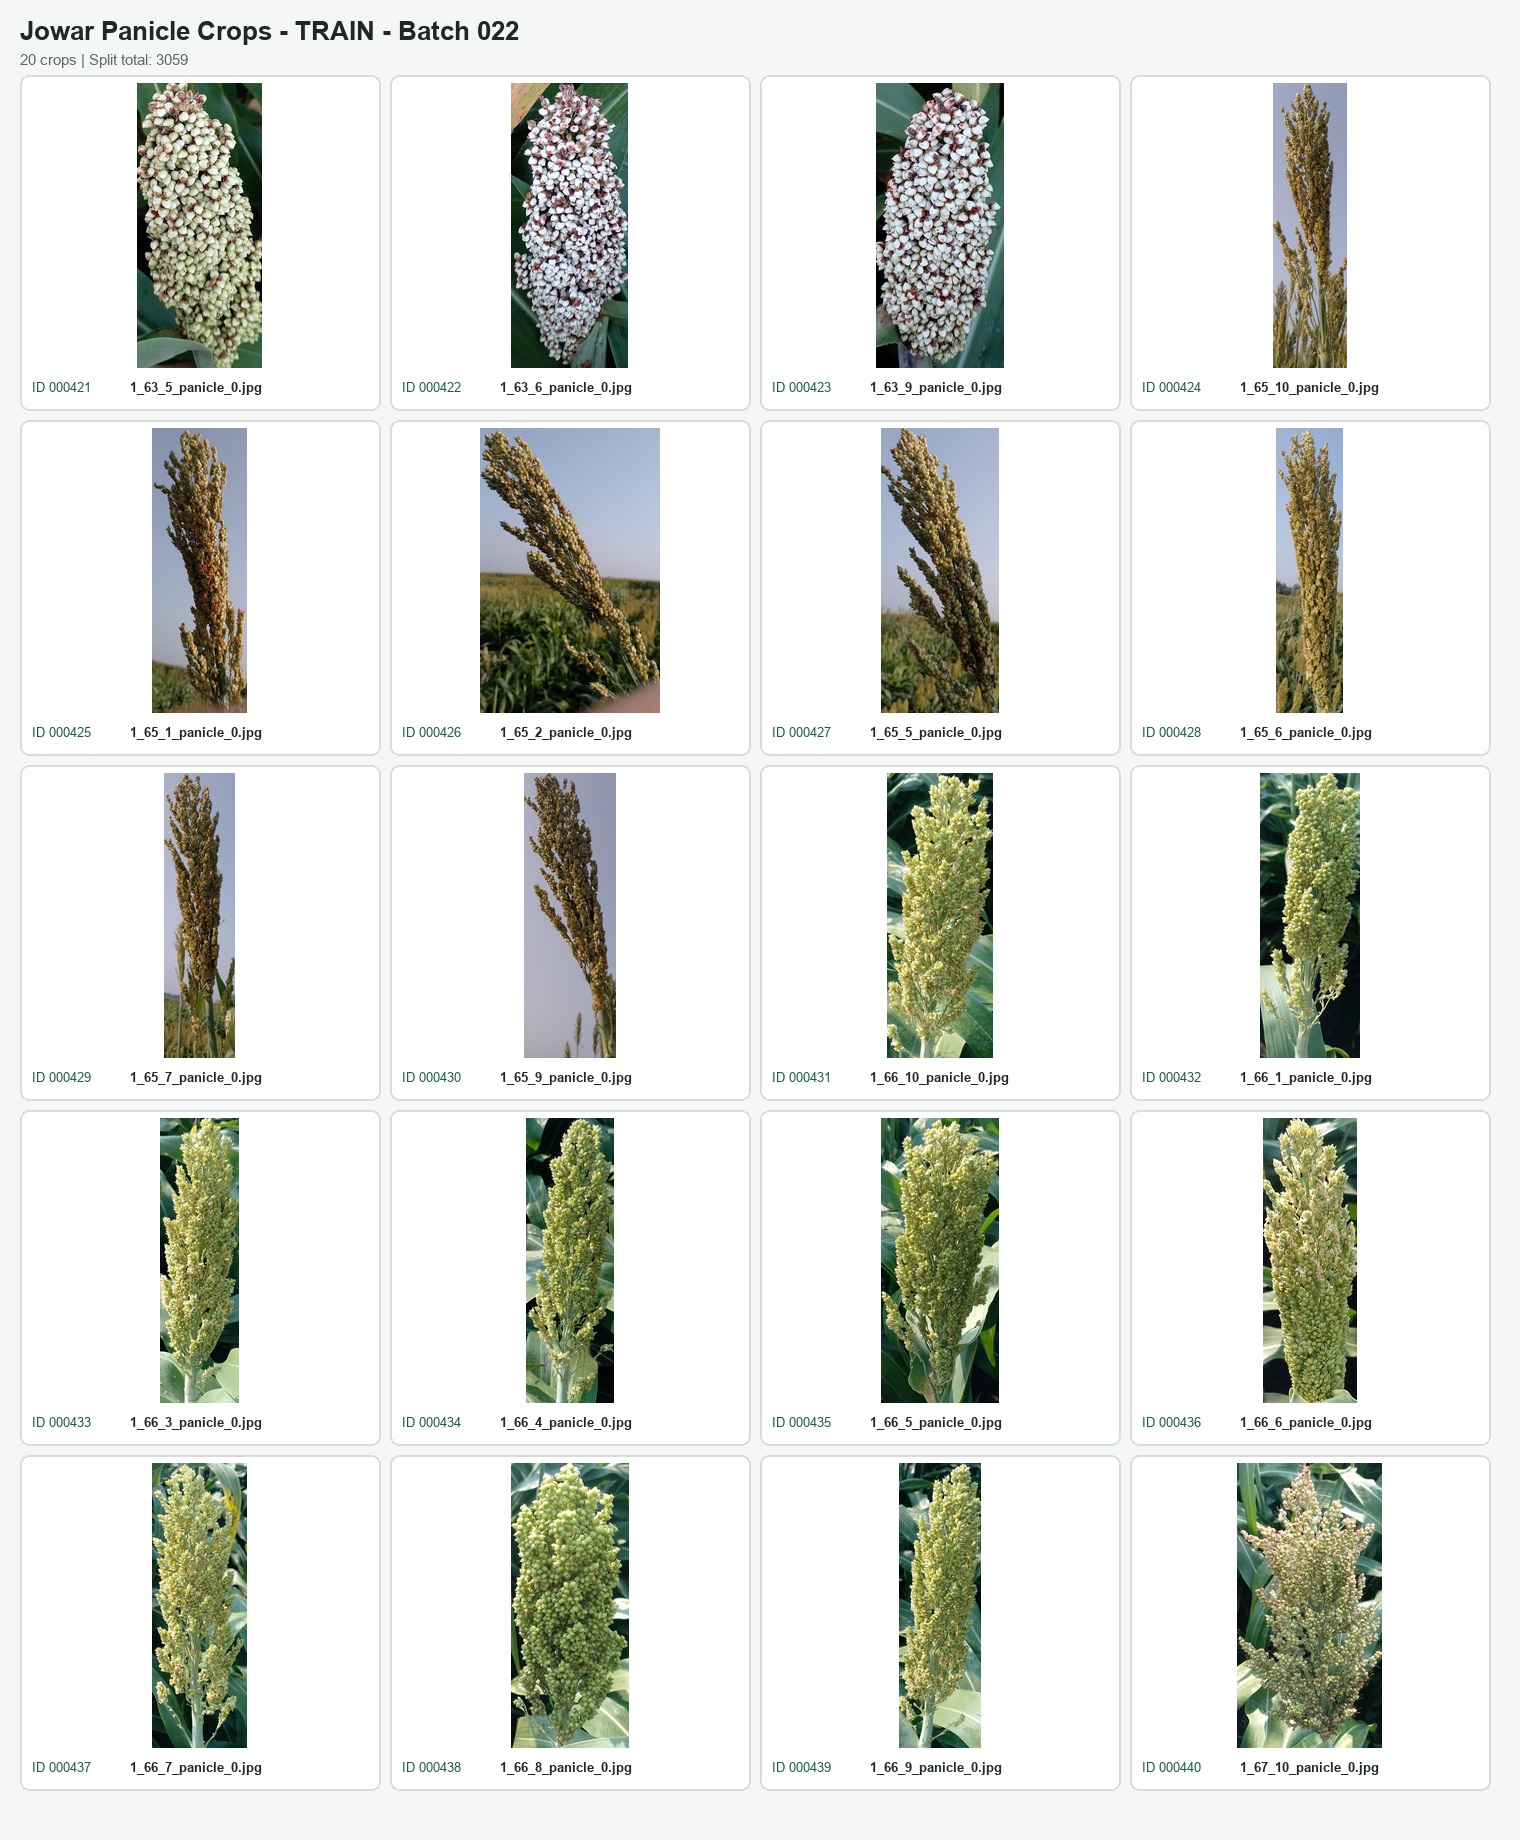 Jowar Panicle Crops - TRAIN - Batch 022
20 crops | Split total: 3059
ID 000421 1_63_5_panicle_0.jpg
ID 000422 1_63_6_panicle_0.jpg
ID 000423 1_63_9_panicle_0.jpg
ID 000424 1_65_10_panicle_0.jpg
ID 000425 1_65_1_panicle_0.jpg
ID 000426 1_65_2_panicle_0.jpg
ID 000427 1_65_5_panicle_0.jpg
ID 000428 1_65_6_panicle_0.jpg
ID 000429 1_65_7_panicle_0.jpg
ID 000430 1_65_9_panicle_0.jpg
ID 000431 1_66_10_panicle_0.jpg
ID 000432 1_66_1_panicle_0.jpg
ID 000433 1_66_3_panicle_0.jpg
ID 000434 1_66_4_panicle_0.jpg
ID 000435 1_66_5_panicle_0.jpg
ID 000436 1_66_6_panicle_0.jpg
ID 000437 1_66_7_panicle_0.jpg
ID 000438 1_66_8_panicle_0.jpg
ID 000439 1_66_9_panicle_0.jpg
ID 000440 1_67_10_panicle_0.jpg